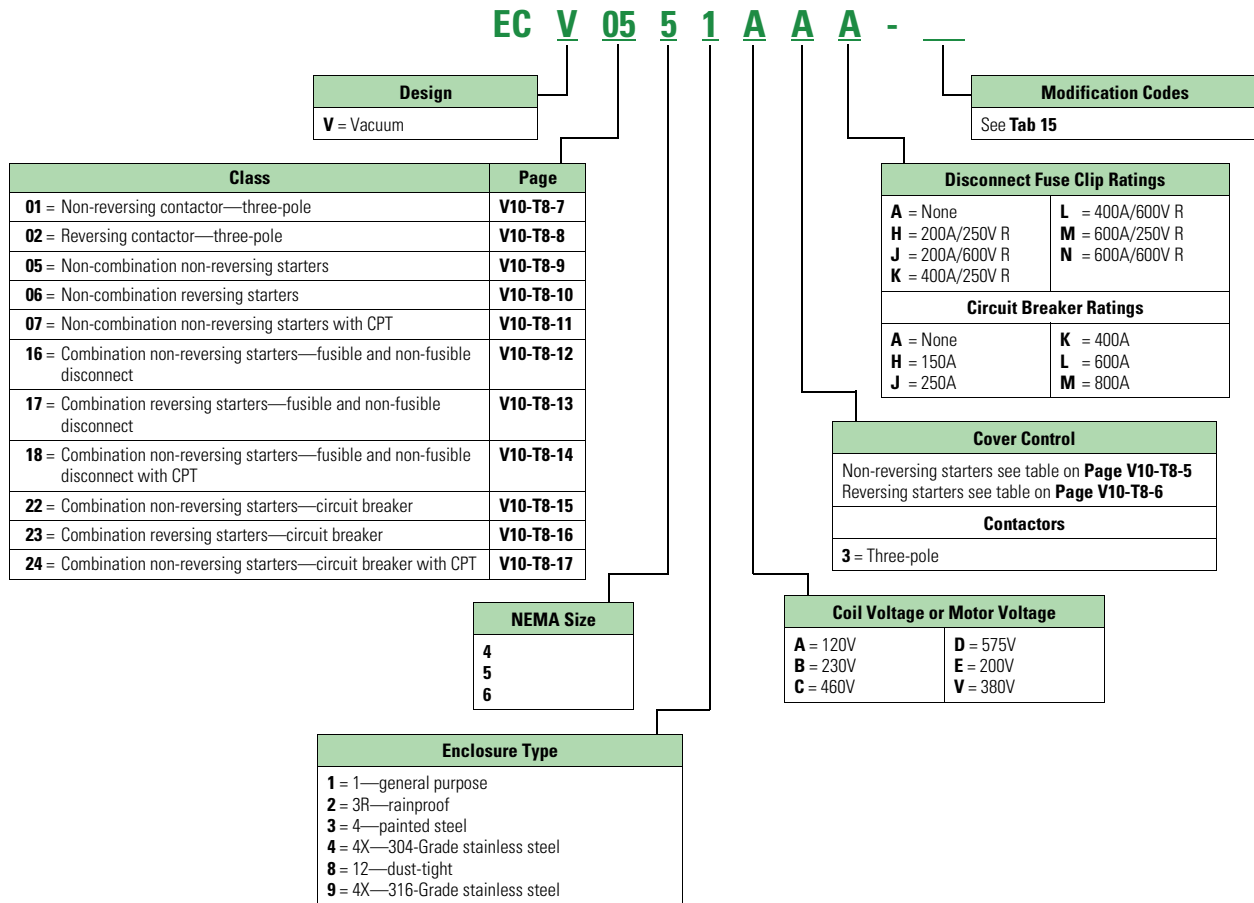 EC V 05 5 1 A A A - __
Design
V = Vacuum
Modification Codes
See Tab 15
Class Page
01 = Non-reversing contactor—three-pole V10-T8-7
02 = Reversing contactor—three-pole V10-T8-8
05 = Non-combination non-reversing starters V10-T8-9
06 = Non-combination reversing starters V10-T8-10
07 = Non-combination non-reversing starters with CPT V10-T8-11
16 = Combination non-reversing starters—fusible and non-fusible V10-T8-12
disconnect
17 = Combination reversing starters—fusible and non-fusible V10-T8-13
disconnect
18 = Combination non-reversing starters—fusible and non-fusible V10-T8-14
disconnect with CPT
22 = Combination non-reversing starters—circuit breaker V10-T8-15
23 = Combination reversing starters—circuit breaker V10-T8-16
24 = Combination non-reversing starters—circuit breaker with CPT V10-T8-17
Disconnect Fuse Clip Ratings
A = None L = 400A/600V R
H = 200A/250V R M = 600A/250V R
J = 200A/600V R N = 600A/600V R
K = 400A/250V R
Circuit Breaker Ratings
A = None K = 400A
H = 150A L = 600A
J = 250A M = 800A
Cover Control
Non-reversing starters see table on Page V10-T8-5
Reversing starters see table on Page V10-T8-6
Contactors
3 = Three-pole
NEMA Size
4
5
6
Coil Voltage or Motor Voltage
A = 120V D = 575V
B = 230V E = 200V
C = 460V V = 380V
Enclosure Type
1 = 1—general purpose
2 = 3R—rainproof
3 = 4—painted steel
4 = 4X—304-Grade stainless steel
8 = 12—dust-tight
9 = 4X—316-Grade stainless steel